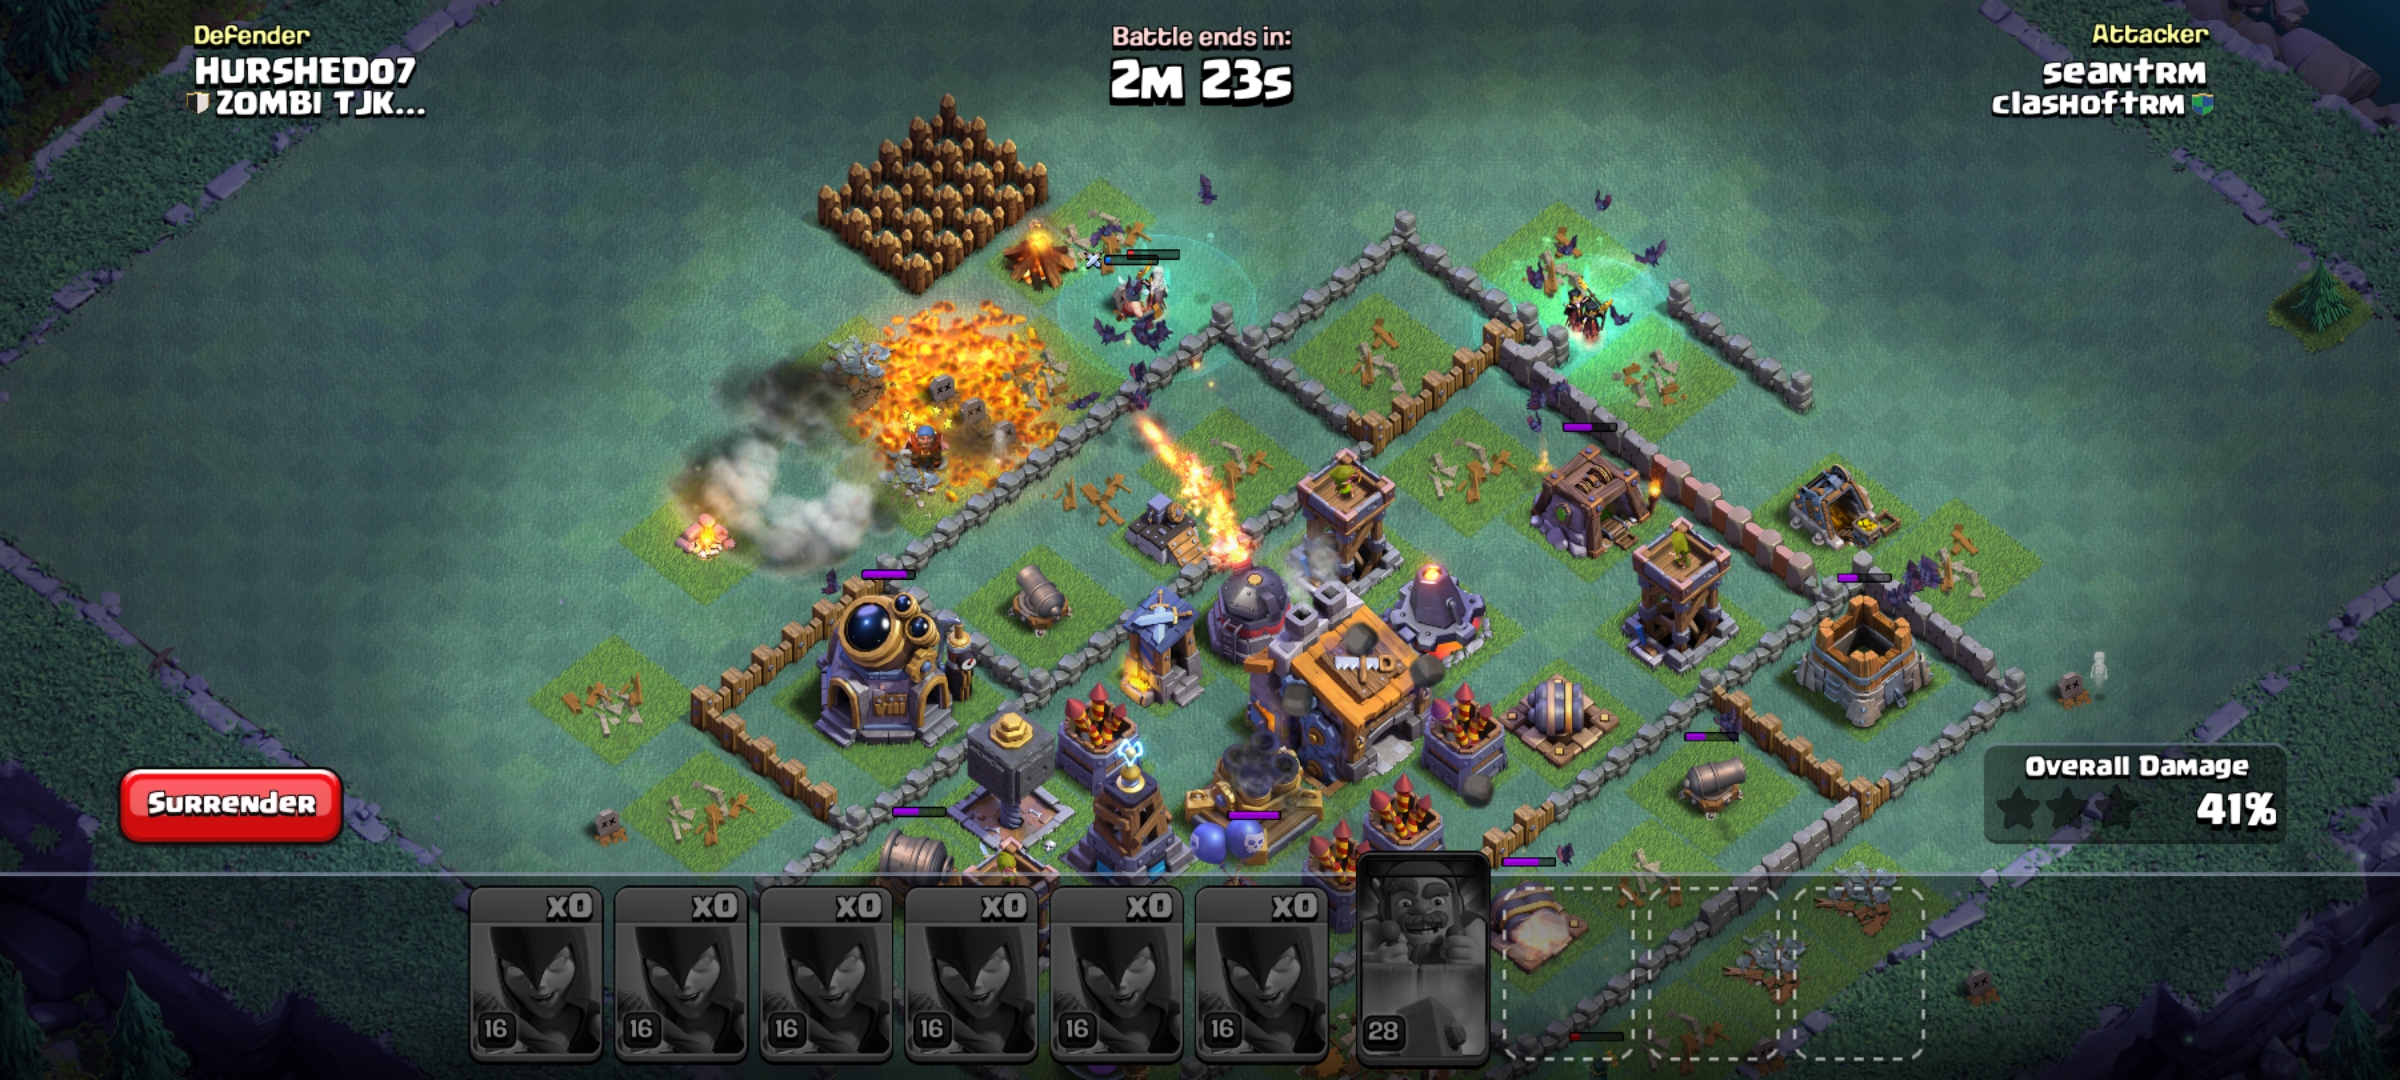 Defender
HURSHED07
ZOMBI TJK...
Battle ends in:
2M 23S
Attacker
seantRM
clashoftRM
Surrender
Overall Damage
41%
x0
x0
x0
x0
x0
x0
16
16
16
16
16
16
28
VIII